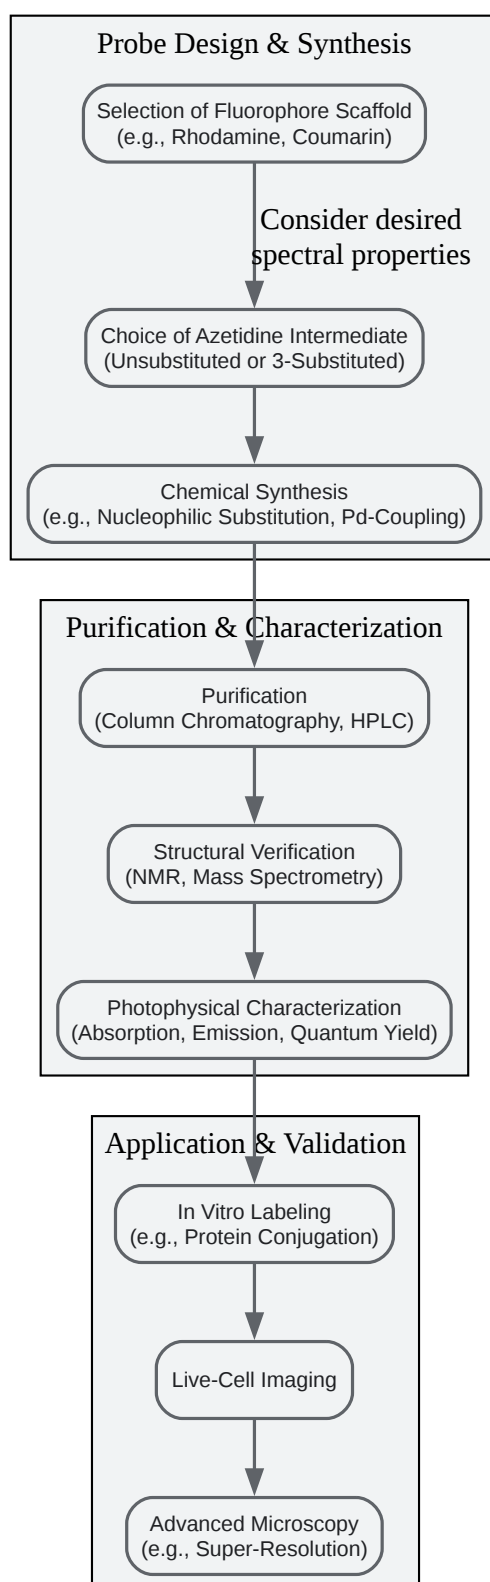 Probe Design & Synthesis
Selection of Fluorophore Scaffold
(e.g., Rhodamine, Coumarin)
Consider desired
spectral properties
Choice of Azetidine Intermediate
(Unsubstituted or 3-Substituted)
Chemical Synthesis
(e.g., Nucleophilic Substitution, Pd-Coupling)
Purification & Characterization
Purification
(Column Chromatography, HPLC)
Structural Verification
(NMR, Mass Spectrometry)
Photophysical Characterization
(Absorption, Emission, Quantum Yield)
Application & Validation
In Vitro Labeling
(e.g., Protein Conjugation)
Live-Cell Imaging
Advanced Microscopy
(e.g., Super-Resolution)